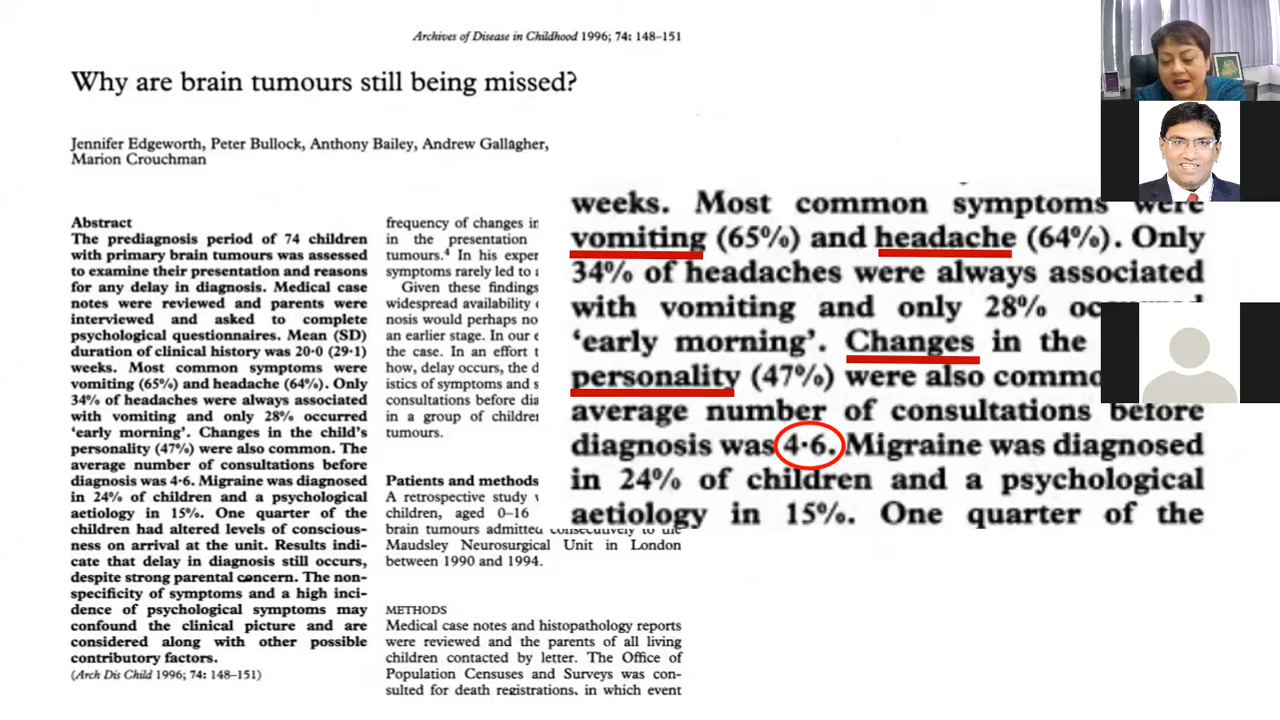 Archives of Disease in Childhood 1996; 74: 148–151
Why are brain tumours still being missed?
Jennifer Edgeworth, Peter Bullock, Anthony Bailey, Andrew Gallagher,
Marion Crouchman
Abstract
The prediagnosis period of 74 children
with primary brain tumours was assessed
to examine their presentation and reasons
for any delay in diagnosis. Medical case
notes were reviewed and parents were
interviewed and asked to complete
psychological questionnaires. Mean (SD)
duration of clinical history was 20·0 (29·1)
weeks. Most common symptoms were
vomiting (65%) and headache (64%). Only
34% of headaches were always associated
with vomiting and only 28% occurred
‘early morning’. Changes in the child’s
personality (47%) were also common. The
average number of consultations before
diagnosis was 4·6. Migraine was diagnosed
in 24% of children and a psychological
aetiology in 15%. One quarter of the
children had altered levels of conscious-
ness on arrival at the unit. Results indi-
cate that delay in diagnosis still occurs,
despite strong parental concern. The non-
specificity of symptoms and a high inci-
dence of psychological symptoms may
confound the clinical picture and are
considered along with other possible
contributory factors.
(Arch Dis Child 1996; 74: 148–151)
frequency of changes in
in the presentation
tumours.⁴ In his exper
symptoms rarely led to
Given these findings
widespread availability
nosis would perhaps no
an earlier stage. In our
the case. In an effort t
how, delay occurs, the d
istics of symptoms and s
consultations before dia
in a group of children
tumours.
Patients and methods
A retrospective study
children, aged 0–16
brain tumours admitted consecutively to the
Maudsley Neurosurgical Unit in London
between 1990 and 1994.
METHODS
Medical case notes and histopathology reports
were reviewed and the parents of all living
children contacted by letter. The Office of
Population Censuses and Surveys was con-
sulted for death registrations, in which event
weeks. Most common symptoms were
vomiting (65%) and headache (64%). Only
34% of headaches were always associated
with vomiting and only 28% oc
‘early morning’. Changes in the
personality (47%) were also commo
average number of consultations before
diagnosis was 4·6. Migraine was diagnosed
in 24% of children and a psychological
aetiology in 15%. One quarter of the